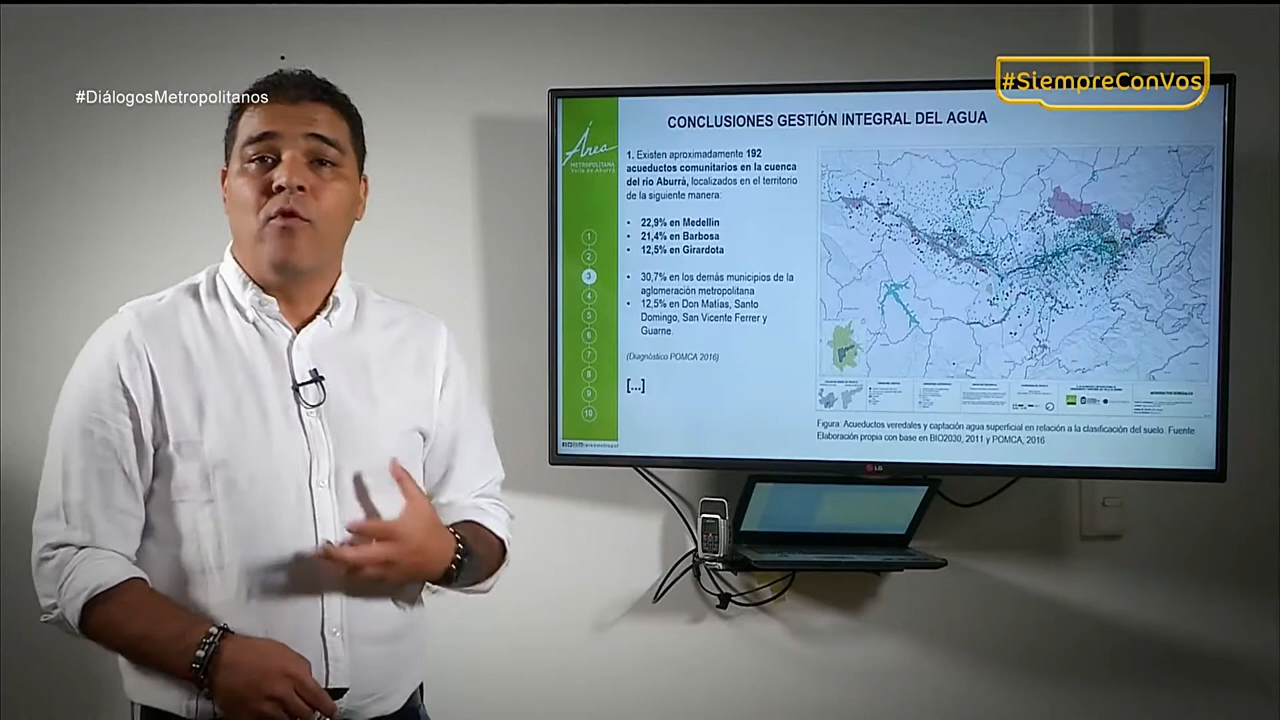 #DiálogosMetropolitanos
#SiempreConVos
CONCLUSIONES GESTIÓN INTEGRAL DEL AGUA
Área
METROPOLITANA
Valle de Aburrá
1. Existen aproximadamente 192
acueductos comunitarios en la cuenca
del río Aburrá, localizados en el territorio
de la siguiente manera:
• 22,9% en Medellín
• 21,4% en Barbosa
• 12,5% en Girardota
• 30,7% en los demás municipios de la
aglomeración metropolitana
• 12,5% en Don Matías, Santo
Domingo, San Vicente Ferrer y
Guarne.
(Diagnóstico POMCA 2016)
[...]
1
2
3
4
5
6
7
8
9
10
Figura: Acueductos veredales y captación agua superficial en relación a la clasificación del suelo. Fuente
Elaboración propia con base en BIO2030, 2011 y POMCA, 2016
LG